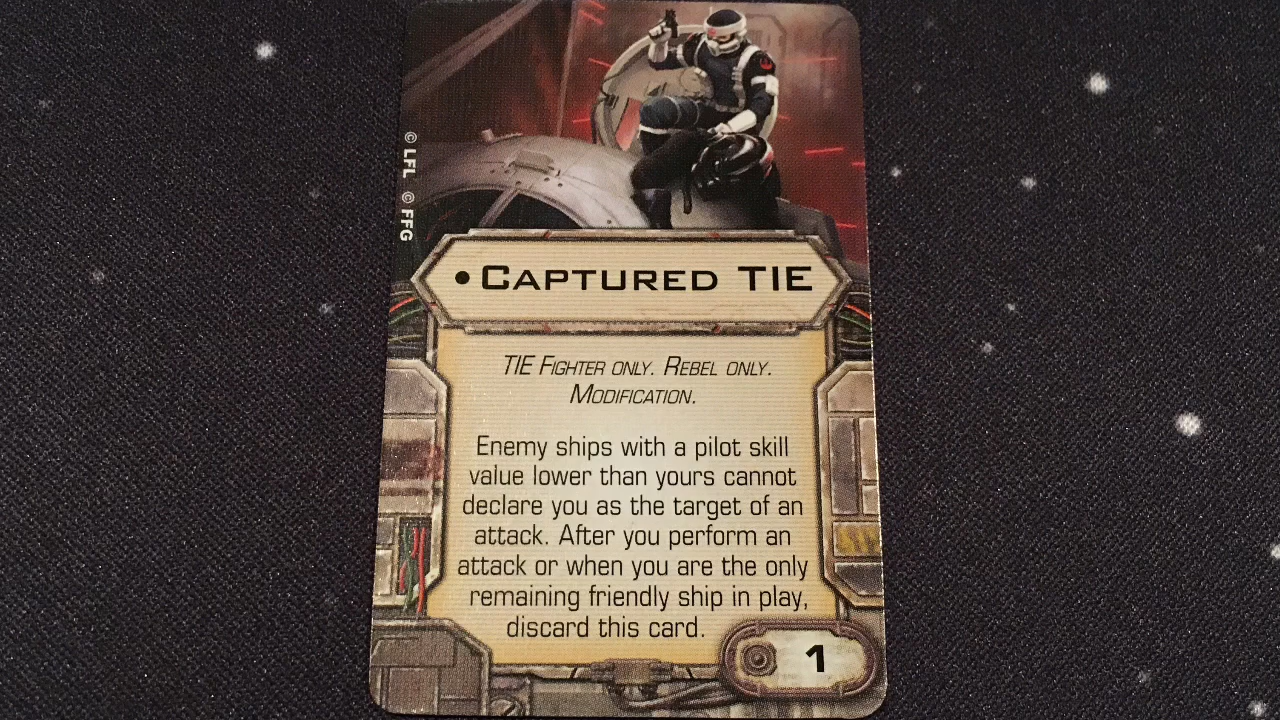 © LFL © FFG
• CAPTURED TIE
TIE FIGHTER ONLY. REBEL ONLY.
MODIFICATION.
Enemy ships with a pilot skill
value lower than yours cannot
declare you as the target of an
attack. After you perform an
attack or when you are the only
remaining friendly ship in play,
discard this card.
1